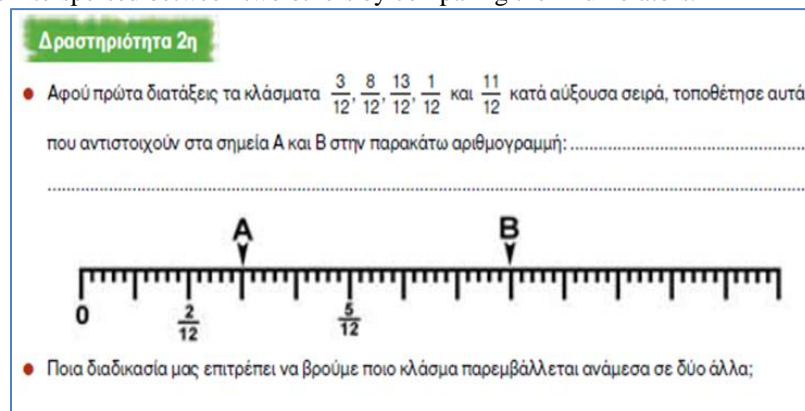 Δραστηριότητα 2η
● Αφού πρώτα διατάξεις τα κλάσματα 3/12, 8/12, 13/12, 1/12 και 11/12 κατά αύξουσα σειρά, τοποθέτησε αυτά
που αντιστοιχούν στα σημεία Α και Β στην παρακάτω αριθμογραμμή: ..............................................
....................................................................................................................................................
A B
0 2/12 5/12
● Ποια διαδικασία μας επιτρέπει να βρούμε ποιο κλάσμα παρεμβάλλεται ανάμεσα σε δύο άλλα;